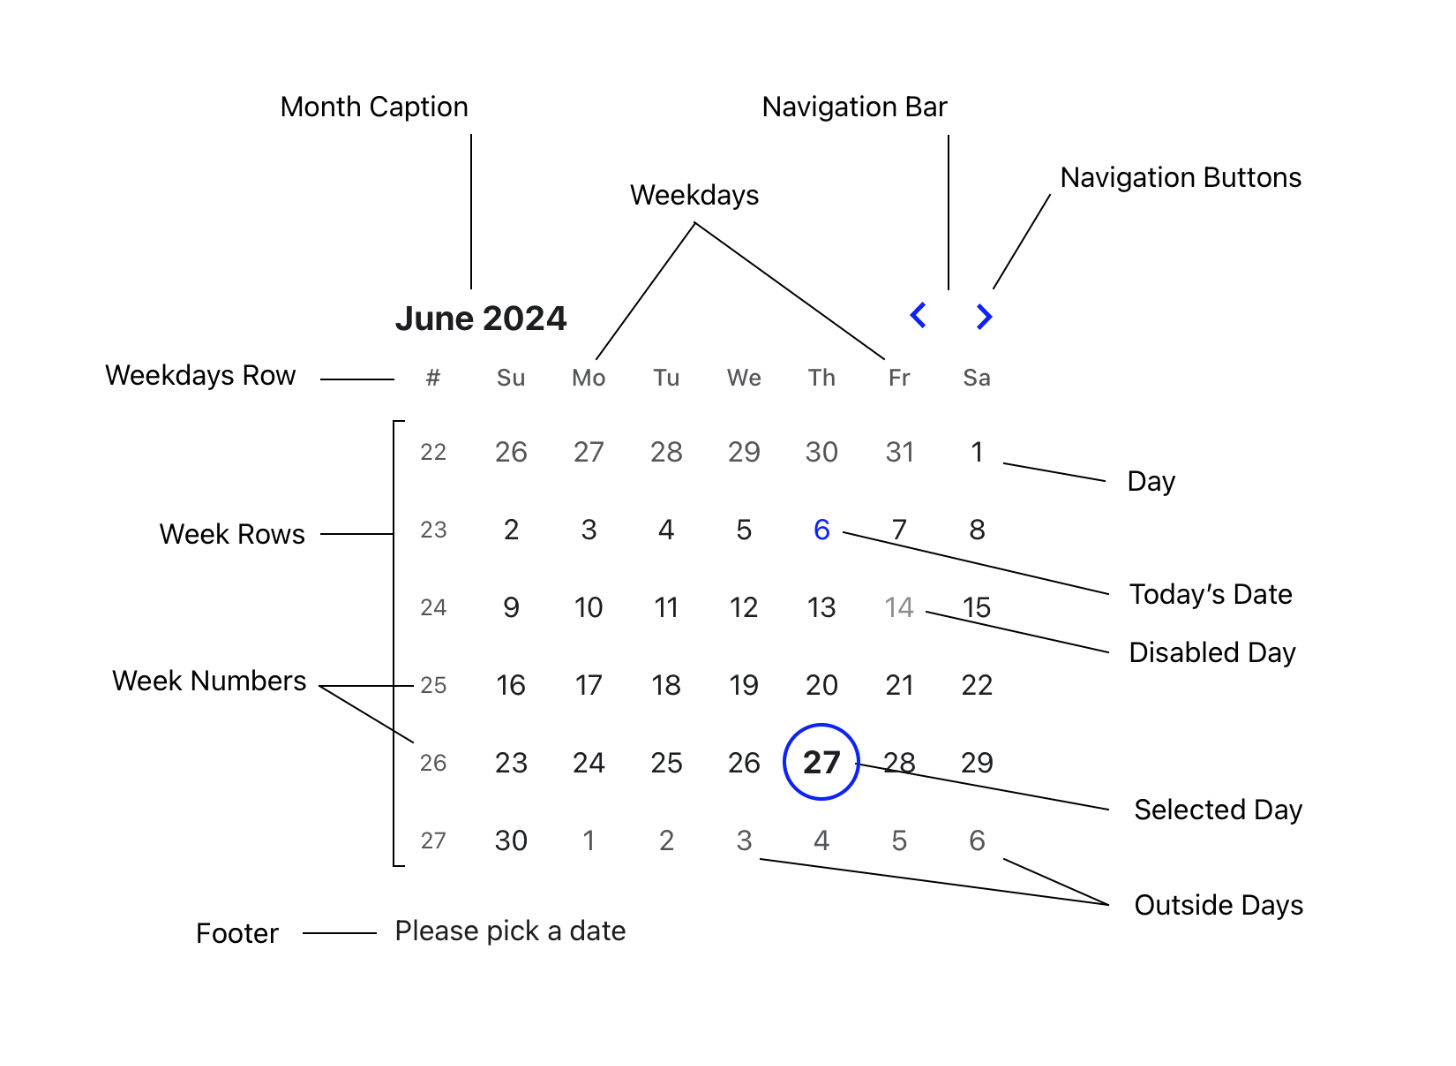 Month Caption
Navigation Bar
Navigation Buttons
Weekdays
June 2024
Weekdays Row
# Su Mo Tu We Th Fr Sa
22 26 27 28 29 30 31 1
Day
23 2 3 4 5 6 7 8
Week Rows
Today’s Date
24 9 10 11 12 13 14 15
Disabled Day
Week Numbers
25 16 17 18 19 20 21 22
26 23 24 25 26 27 28 29
Selected Day
27 30 1 2 3 4 5 6
Outside Days
Footer
Please pick a date